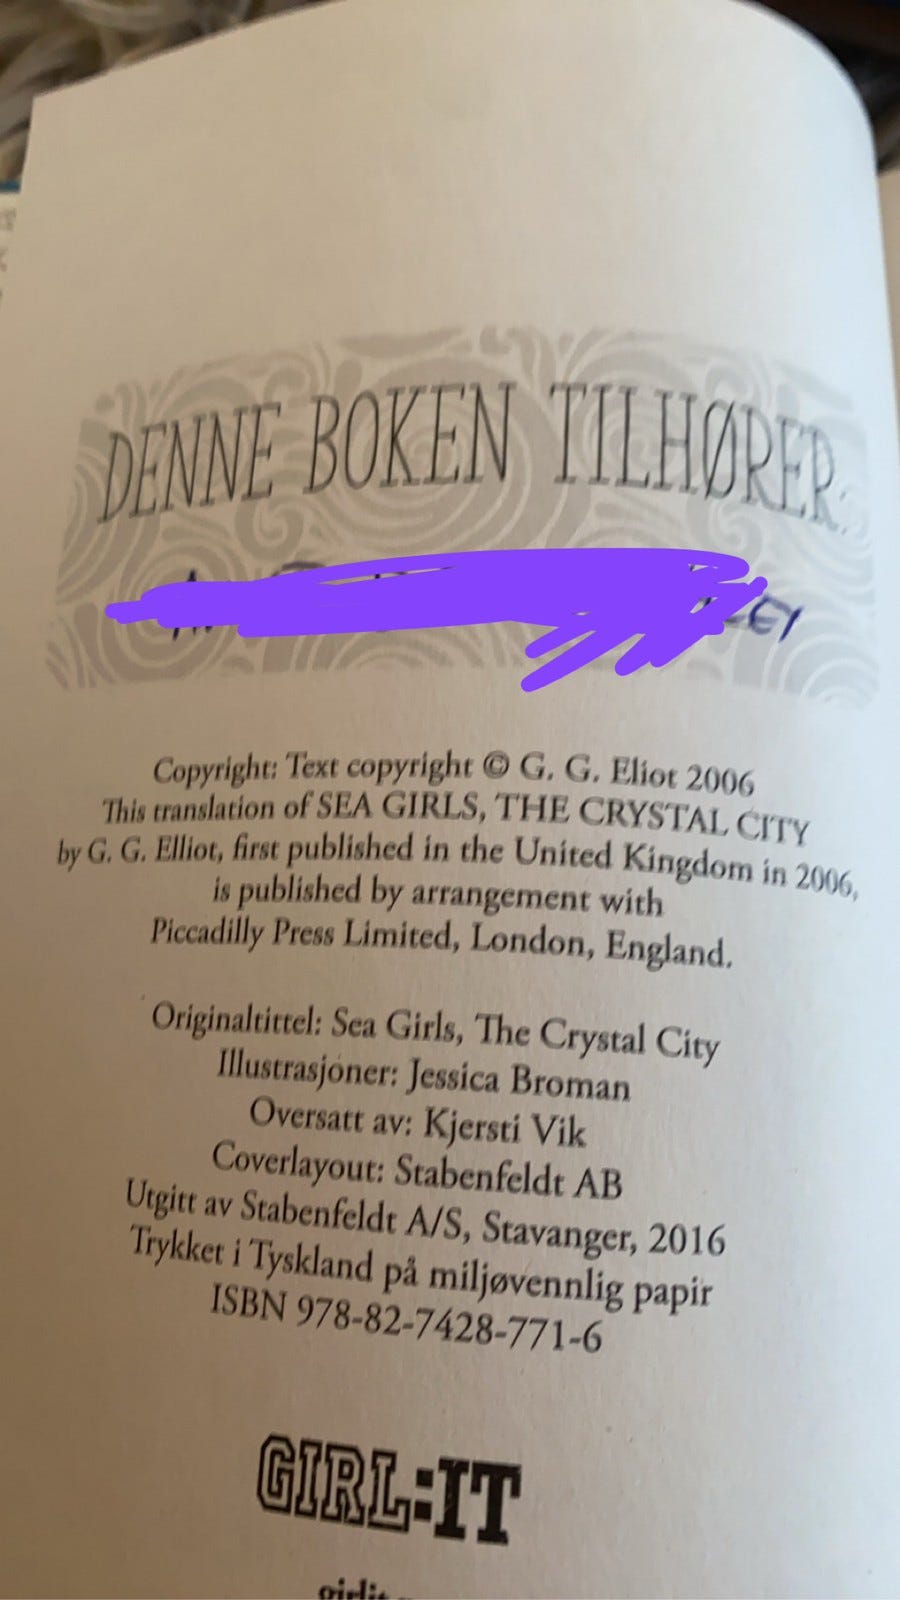 DENNE BOKEN TILHØRER:
Copyright: Text copyright © G. G. Eliot 2006
This translation of SEA GIRLS, THE CRYSTAL CITY
by G. G. Elliot, first published in the United Kingdom in 2006,
is published by arrangement with
Piccadilly Press Limited, London, England.
Originaltittel: Sea Girls, The Crystal City
Illustrasjoner: Jessica Broman
Oversatt av: Kjersti Vik
Coverlayout: Stabenfeldt AB
Utgitt av Stabenfeldt A/S, Stavanger, 2016
Trykket i Tyskland på miljøvennlig papir
ISBN 978-82-7428-771-6
GIRL:IT